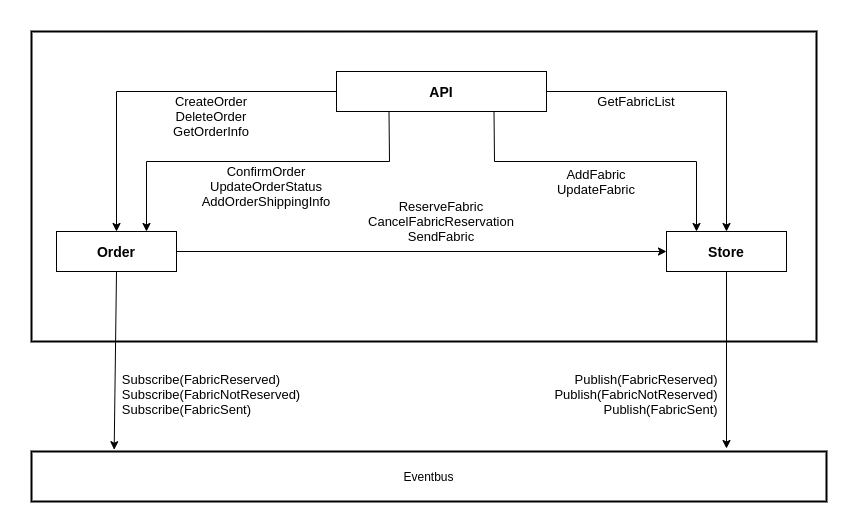 API
CreateOrder
DeleteOrder
GetOrderInfo
GetFabricList
ConfirmOrder
UpdateOrderStatus
AddOrderShippingInfo
AddFabric
UpdateFabric
ReserveFabric
CancelFabricReservation
SendFabric
Order
Store
Subscribe(FabricReserved)
Subscribe(FabricNotReserved)
Subscribe(FabricSent)
Publish(FabricReserved)
Publish(FabricNotReserved)
Publish(FabricSent)
Eventbus